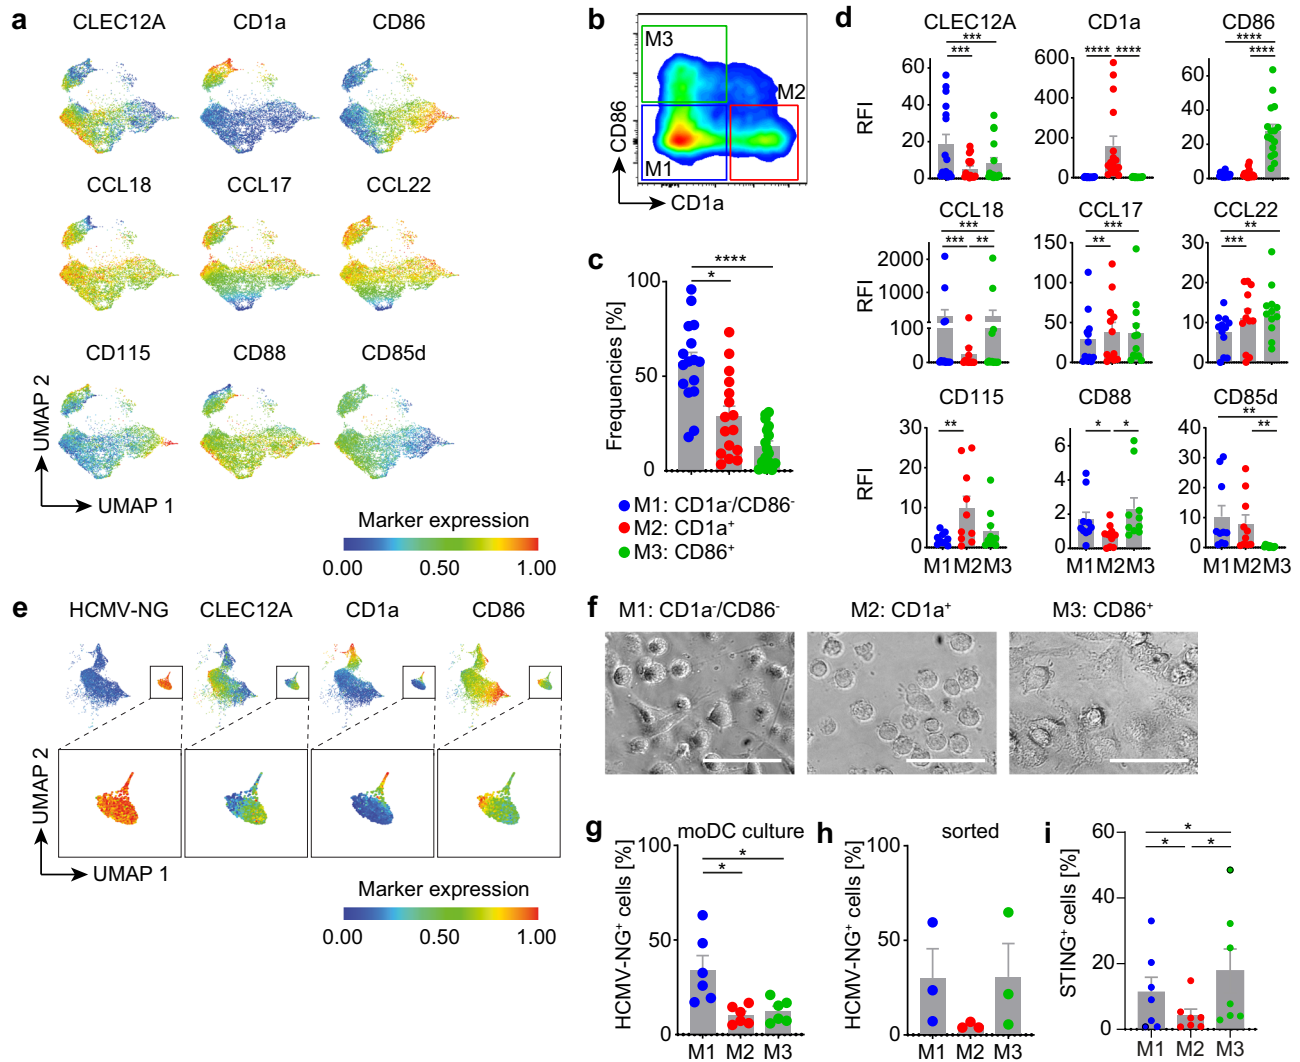 a
CLEC12A CD1a CD86
CCL18 CCL17 CCL22
CD115 CD88 CD85d
UMAP 2
UMAP 1
Marker expression
0.00 0.50 1.00
b
M3
M2
M1
CD86
CD1a
c
Frequencies [%]
100
50
0
****
*
M1: CD1a⁻/CD86⁻
M2: CD1a⁺
M3: CD86⁺
d
CLEC12A CD1a CD86
RFI
60
40
20
0
***
***
600
400
200
0
**** ****
60
40
20
0
****
****
CCL18 CCL17 CCL22
RFI
2000
1000
100
0
***
*** **
150
100
50
0
***
**
30
20
10
0
**
***
CD115 CD88 CD85d
RFI
30
20
10
0
**
6
4
2
0
* *
40
30
20
10
0
**
**
M1 M2 M3 M1 M2 M3 M1 M2 M3
e
HCMV-NG CLEC12A CD1a CD86
UMAP 2
UMAP 1
Marker expression
0.00 0.50 1.00
f
M1: CD1a⁻/CD86⁻ M2: CD1a⁺ M3: CD86⁺
g
moDC culture
HCMV-NG⁺ cells [%]
100
50
0
*
*
M1 M2 M3
h
sorted
HCMV-NG⁺ cells [%]
100
50
0
M1 M2 M3
i
STING⁺ cells [%]
60
40
20
0
*
* *
M1 M2 M3